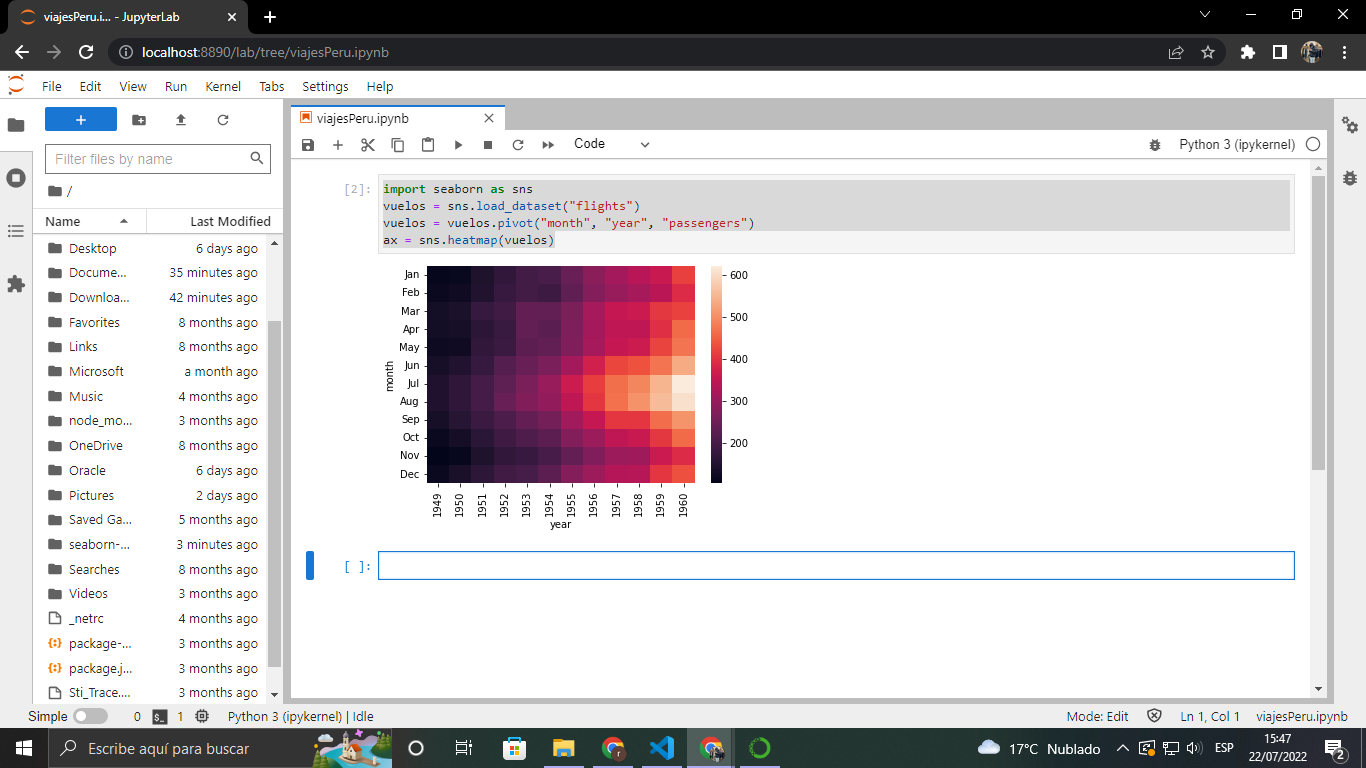 viajesPeru.i... - JupyterLab
localhost:8890/lab/tree/viajesPeru.ipynb
File Edit View Run Kernel Tabs Settings Help
viajesPeru.ipynb
Code
Python 3 (ipykernel)
Filter files by name
/
Name Last Modified
Desktop 6 days ago
Docume... 35 minutes ago
Downloa... 42 minutes ago
Favorites 8 months ago
Links 8 months ago
Microsoft a month ago
Music 4 months ago
node_mo... 3 months ago
OneDrive 8 months ago
Oracle 6 days ago
Pictures 2 days ago
Saved Ga... 5 months ago
seaborn-... 3 minutes ago
Searches 8 months ago
Videos 3 months ago
_netrc 4 months ago
package-... 3 months ago
package.j... 3 months ago
Sti_Trace.... 3 months ago
[2]:
import seaborn as sns
vuelos = sns.load_dataset("flights")
vuelos = vuelos.pivot("month", "year", "passengers")
ax = sns.heatmap(vuelos)
month
Jan
Feb
Mar
Apr
May
Jun
Jul
Aug
Sep
Oct
Nov
Dec
1949 1950 1951 1952 1953 1954 1955 1956 1957 1958 1959 1960
year
600
500
400
300
200
[ ]:
Simple 0 $_ 1 Python 3 (ipykernel) | Idle
Mode: Edit Ln 1, Col 1 viajesPeru.ipynb
Escribe aquí para buscar
17°C Nublado
ESP
15:47
22/07/2022
2